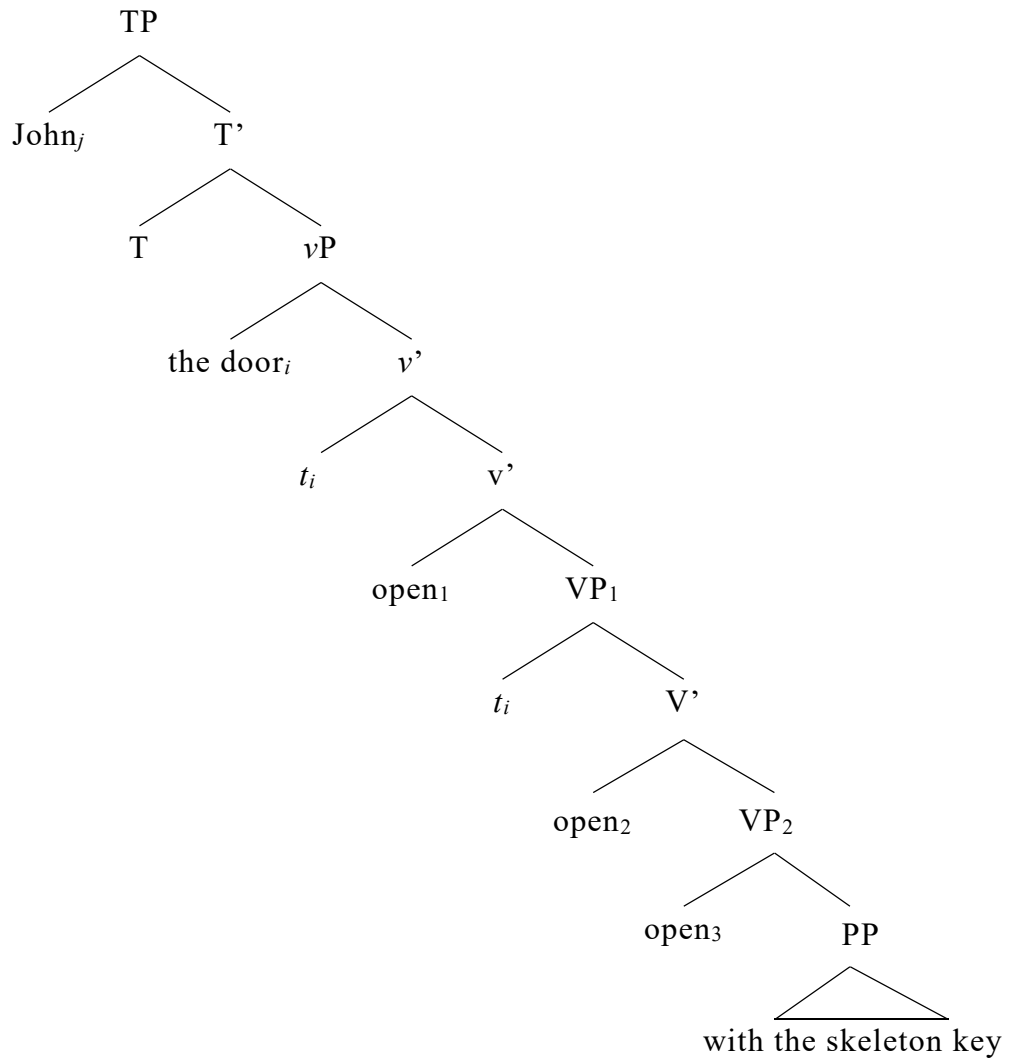 TP
Johnⱼ T’
T vP
the doorᵢ v’
tᵢ v’
open₁ VP₁
tᵢ V’
open₂ VP₂
open₃ PP
with the skeleton key